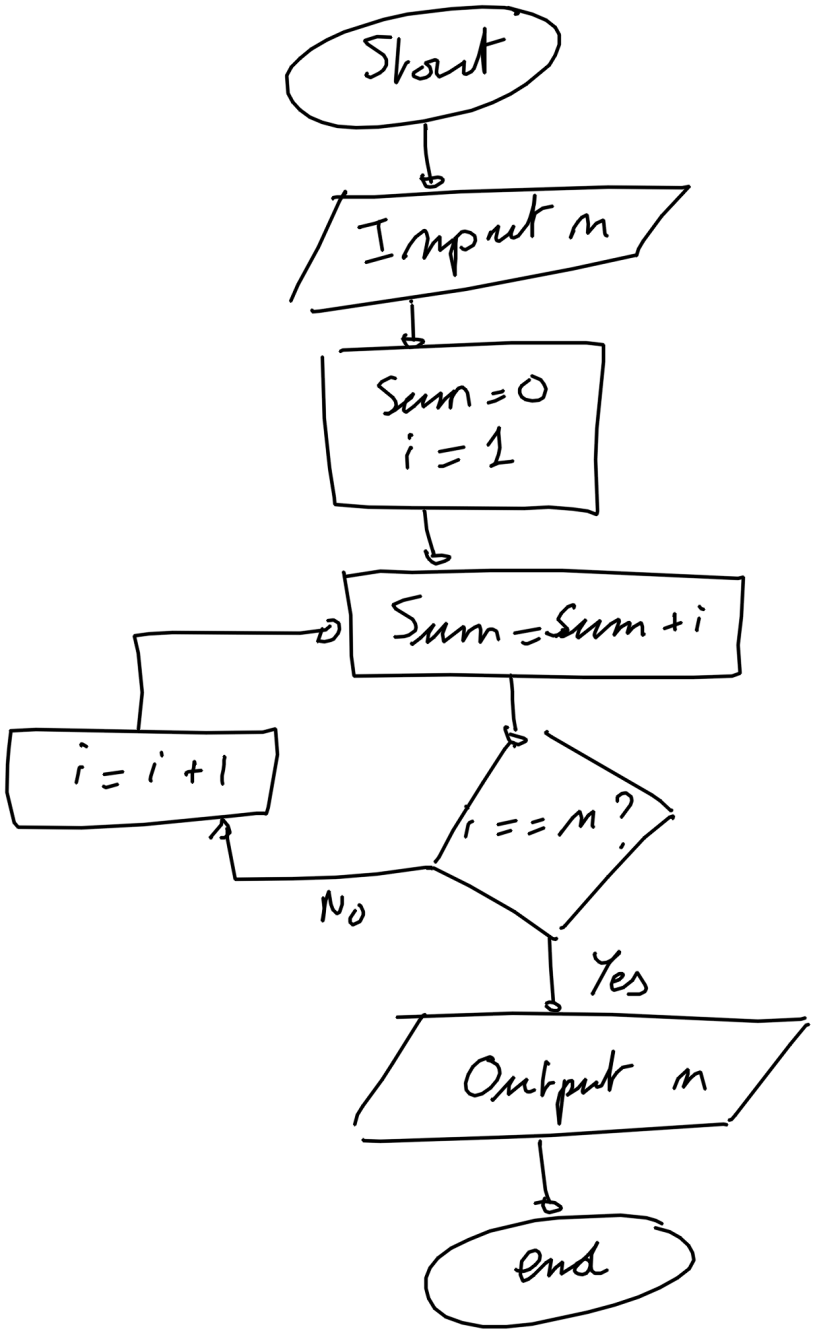 Start
Input n
Sum = 0
i = 1
Sum = sum + i
i = i + 1
i == n?
No
Yes
Output n
end